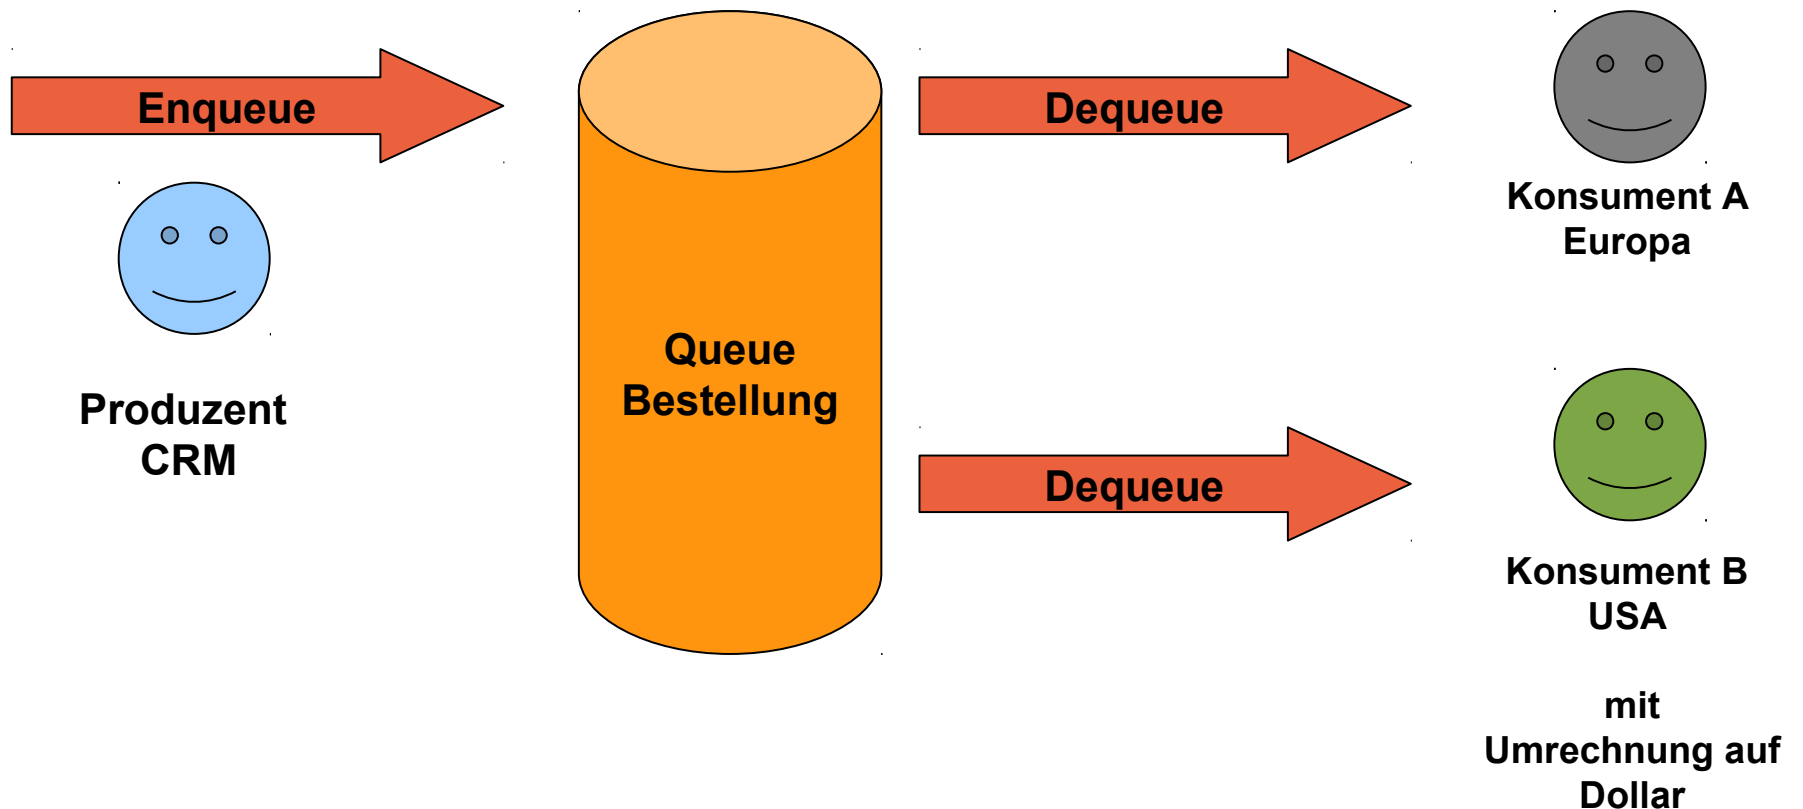 Enqueue
Produzent
CRM
Queue
Bestellung
Dequeue
Dequeue
Konsument A
Europa
Konsument B
USA
mit
Umrechnung auf
Dollar